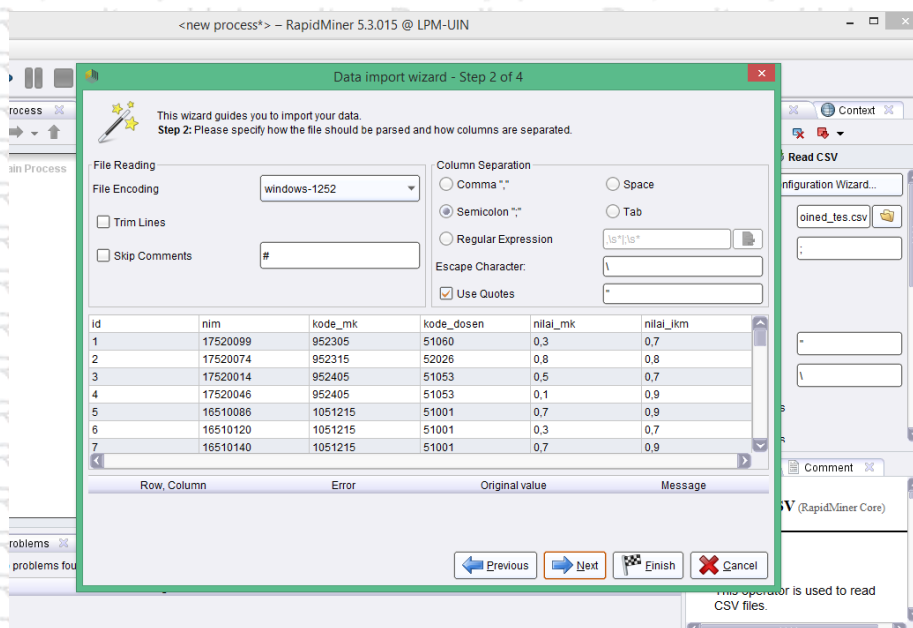 <new process*> – RapidMiner 5.3.015 @ LPM-UIN
Data import wizard - Step 2 of 4
This wizard guides you to import your data.
Step 2: Please specify how the file should be parsed and how columns are separated.
rocess
Context
ain Process
Read CSV
File Reading
Column Separation
File Encoding
windows-1252
Comma ","
Space
nfiguration Wizard...
Trim Lines
Semicolon ";"
Tab
oined_tes.csv
Skip Comments
#
Regular Expression
,\s*|;\s*
;
Escape Character:
\
Use Quotes
"
id nim kode_mk kode_dosen nilai_mk nilai_ikm
1 17520099 952305 51060 0,3 0,7
2 17520074 952315 52026 0,8 0,8
3 17520014 952405 51053 0,5 0,7
4 17520046 952405 51053 0,1 0,9
5 16510086 1051215 51001 0,7 0,9
6 16510120 1051215 51001 0,3 0,7
7 16510140 1051215 51001 0,7 0,9
"
\
s
Row, Column Error Original value Message
Comment
V (RapidMiner Core)
roblems
problems fou
Previous
Next
Finish
Cancel
This operator is used to read
CSV files.